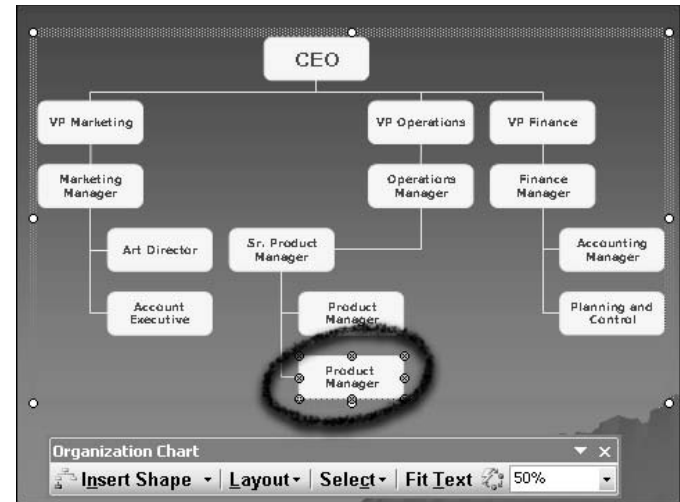 CEO
VP Marketing
VP Operations
VP Finance
Marketing
Manager
Operations
Manager
Finance
Manager
Art Director
Sr. Product
Manager
Accounting
Manager
Account
Executive
Product
Manager
Planning and
Control
Product
Manager
Organization Chart
Insert Shape
Layout
Select
Fit Text
50%